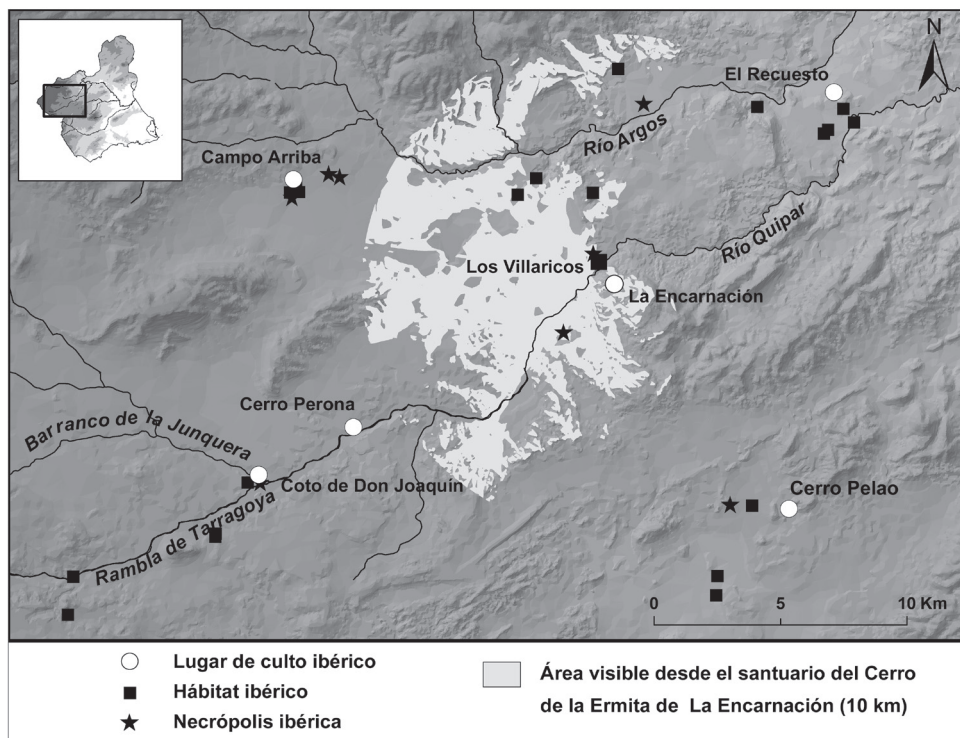 N
El Recuesto
Río Argos
Campo Arriba
Río Quipar
Los Villaricos
La Encarnación
Cerro Perona
Barranco de la Junquera
Coto de Don Joaquín
Cerro Pelao
Rambla de Tarragoya
0 5 10 Km
Lugar de culto ibérico
Hábitat ibérico
Necrópolis ibérica
Área visible desde el santuario del Cerro
de la Ermita de La Encarnación (10 km)